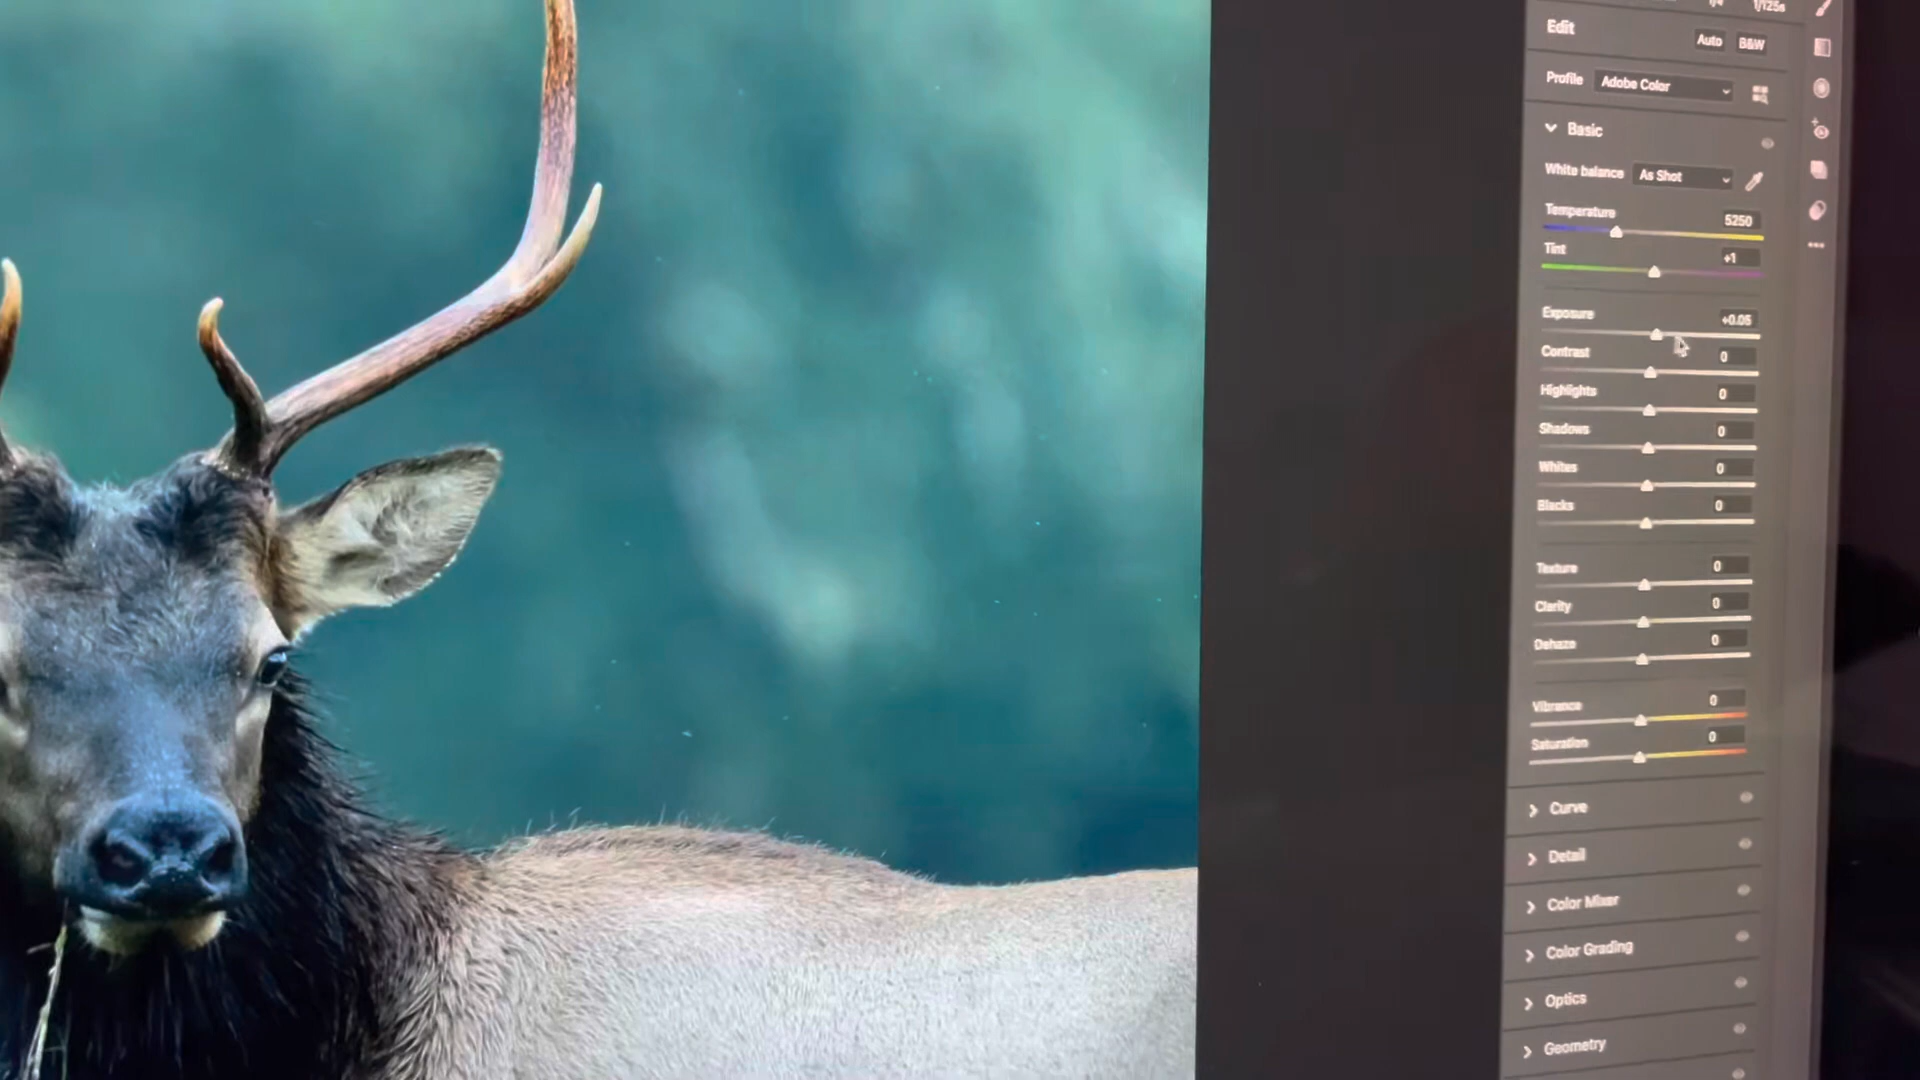 1/125s
Edit Auto B&W
Profile Adobe Color
Basic
White balance As Shot
Temperature 5250
Tint +1
Exposure +0.05
Contrast 0
Highlights 0
Shadows 0
Whites 0
Blacks 0
Texture 0
Clarity 0
Dehaze 0
Vibrance 0
Saturation 0
Curve
Detail
Color Mixer
Color Grading
Optics
Geometry